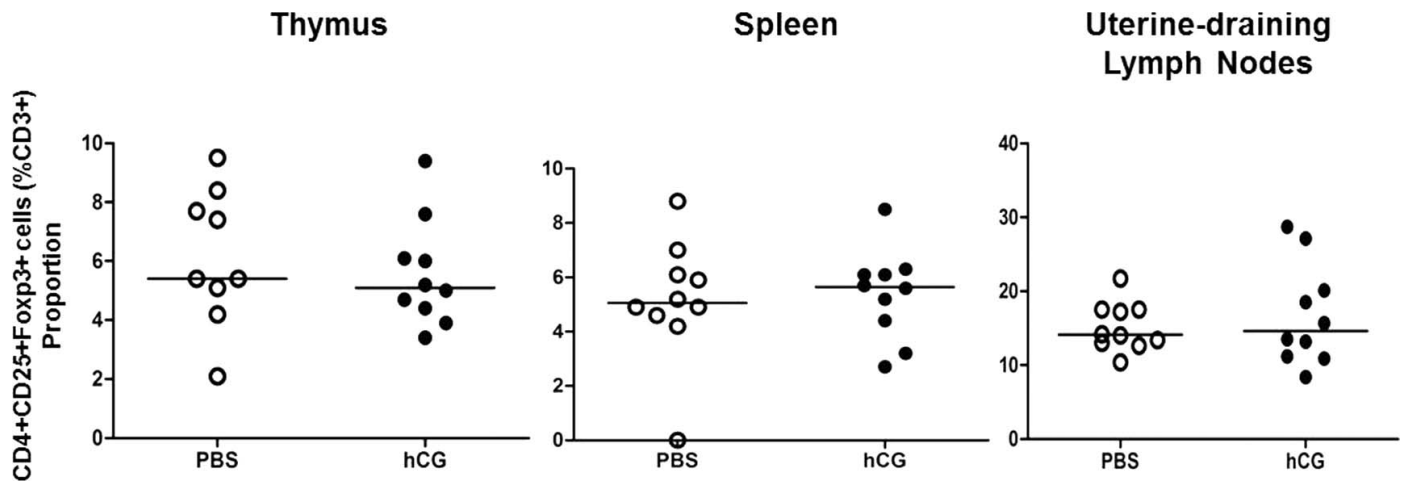 Thymus
Spleen
Uterine-draining
Lymph Nodes
CD4+CD25+Foxp3+ cells (%CD3+)
Proportion
10
8
6
4
2
0
PBS
hCG
10
8
6
4
2
0
PBS
hCG
40
30
20
10
0
PBS
hCG